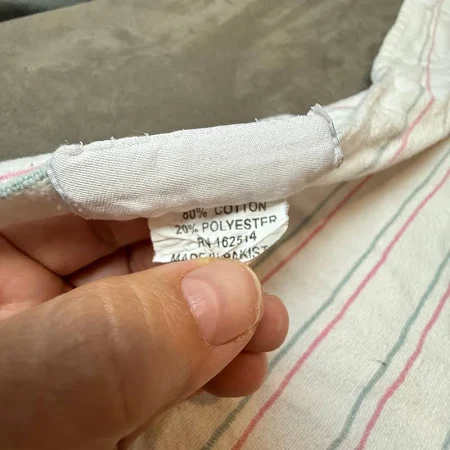 80% COTTON
20% POLYESTER
RN 162514
MADE IN PAKIST